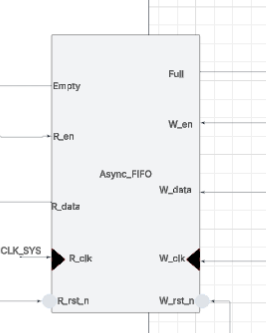 Full
Empty
W_en
R_en
Async_FIFO
W_data
R_data
CLK_SYS
R_clk
W_clk
R_rst_n
W_rst_n